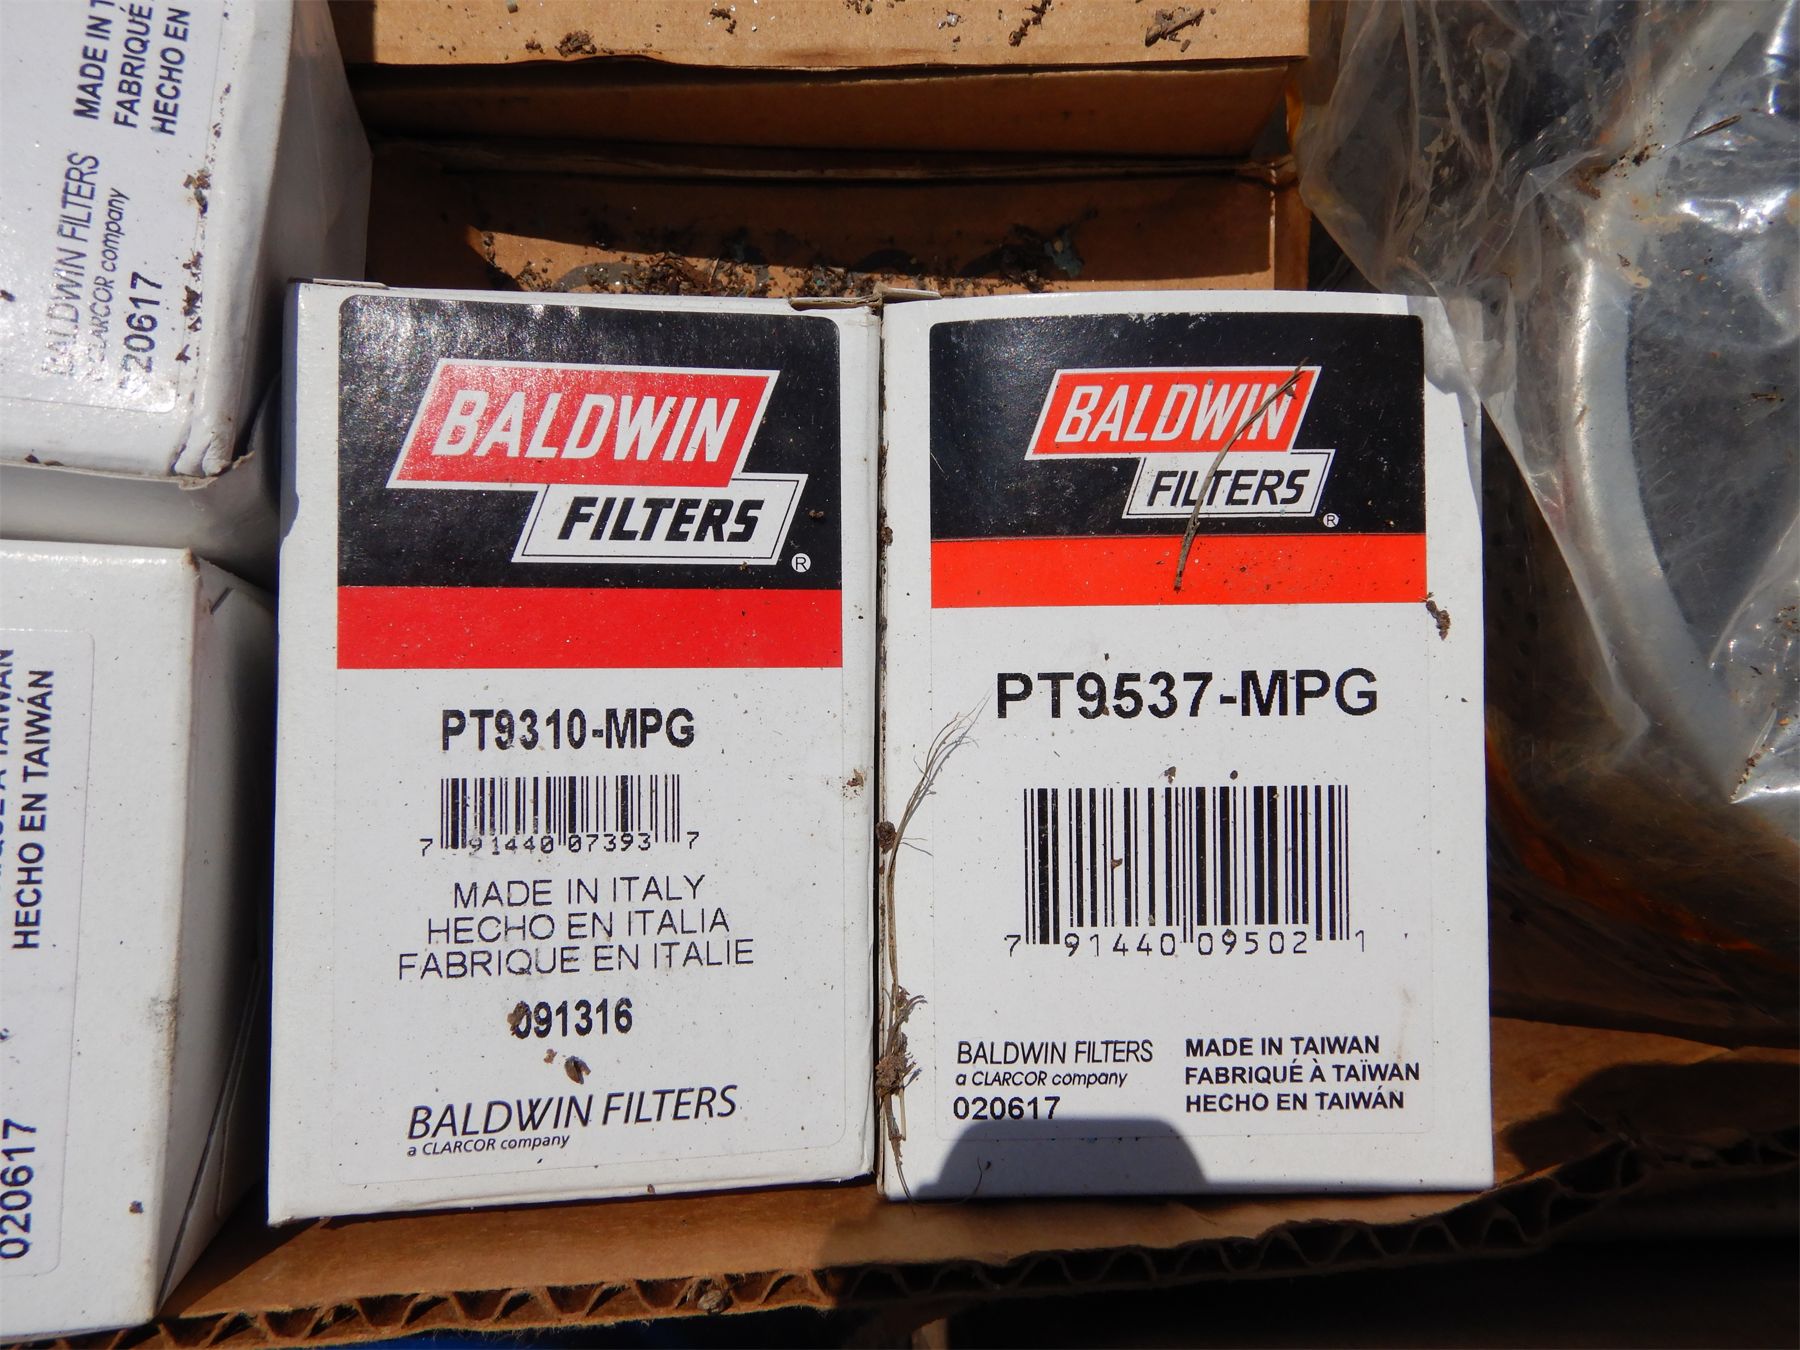 MADE IN T
FABRIQUÉ
HECHO EN
BALDWIN FILTERS
a CLARCOR company
020617
HECHO EN TAIWÁN
020617
BALDWIN
FILTERS
®
PT9310-MPG
7 91440 07393 7
MADE IN ITALY
HECHO EN ITALIA
FABRIQUE EN ITALIE
091316
BALDWIN FILTERS
a CLARCOR company
BALDWIN
FILTERS
®
PT9537-MPG
7 91440 09502 1
BALDWIN FILTERS
a CLARCOR company
020617
MADE IN TAIWAN
FABRIQUÉ À TAÏWAN
HECHO EN TAIWÁN